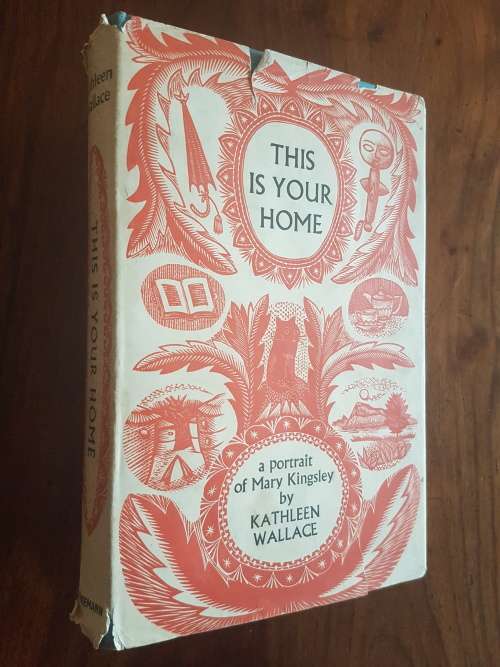 THIS
IS YOUR
HOME
a portrait
of Mary Kingsley
by
KATHLEEN
WALLACE
THIS IS YOUR HOME